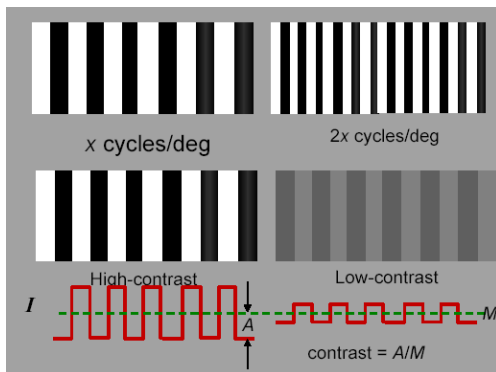 x cycles/deg
2x cycles/deg
High-contrast
Low-contrast
I
A
M
contrast = A/M